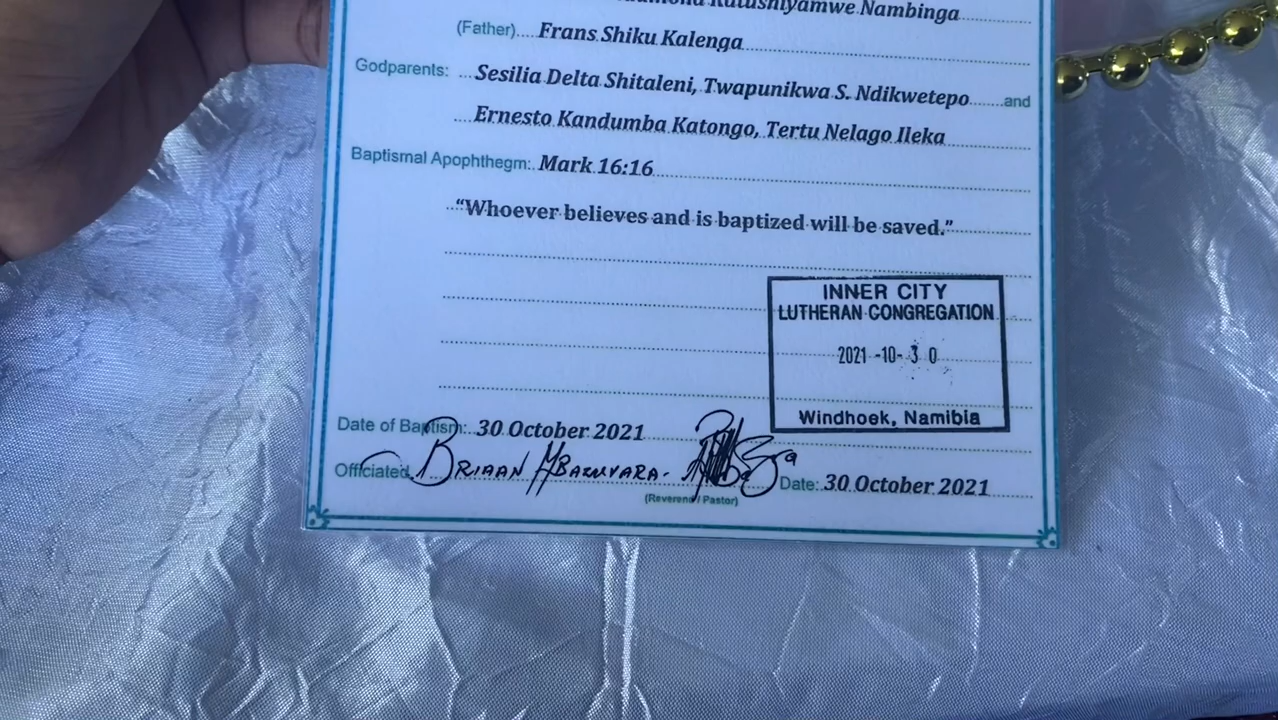 Nambinga
(Father).... Frans Shiku Kalenga
Godparents: Sesilia Delta Shitaleni, Twapunikwa S. Ndikwetepo and
Ernesto Kandumba Katongo, Tertu Nelago Ileka
Baptismal Apophthegm: Mark 16:16
"Whoever believes and is baptized will be saved."
INNER CITY
LUTHERAN CONGREGATION
2021 -10- 30
Windhoek, Namibia
Date of Baptism: 30 October 2021
Officiated BRIAAN Date: 30 October 2021
(Reverend / Pastor)